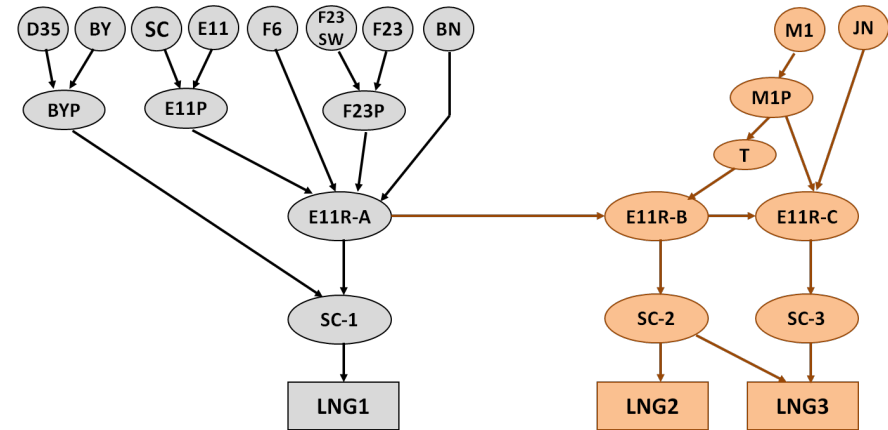 D35
BY
SC
E11
F6
F23
SW
F23
BN
M1
JN
BYP
E11P
F23P
M1P
T
E11R-A
E11R-B
E11R-C
SC-1
SC-2
SC-3
LNG1
LNG2
LNG3